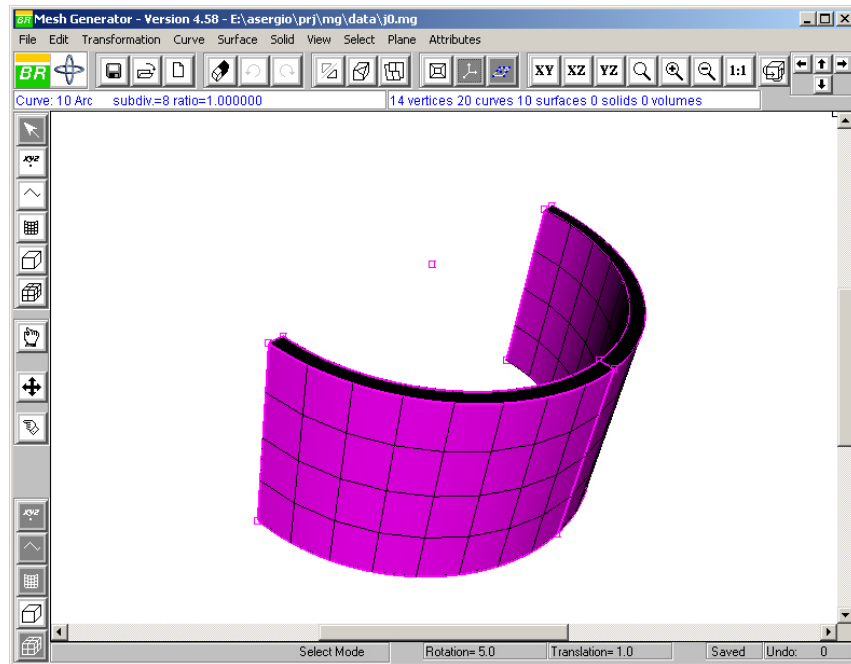 BR Mesh Generator - Version 4.58 - E:\asergio\prj\mg\data\j0.mg
File Edit Transformation Curve Surface Solid View Select Plane Attributes
BR XY XZ YZ 1:1
Curve: 10 Arc subdiv.=8 ratio=1.000000 14 vertices 20 curves 10 surfaces 0 solids 0 volumes
xyz
xyz
Select Mode Rotation= 5.0 Translation= 1.0 Saved Undo: 0